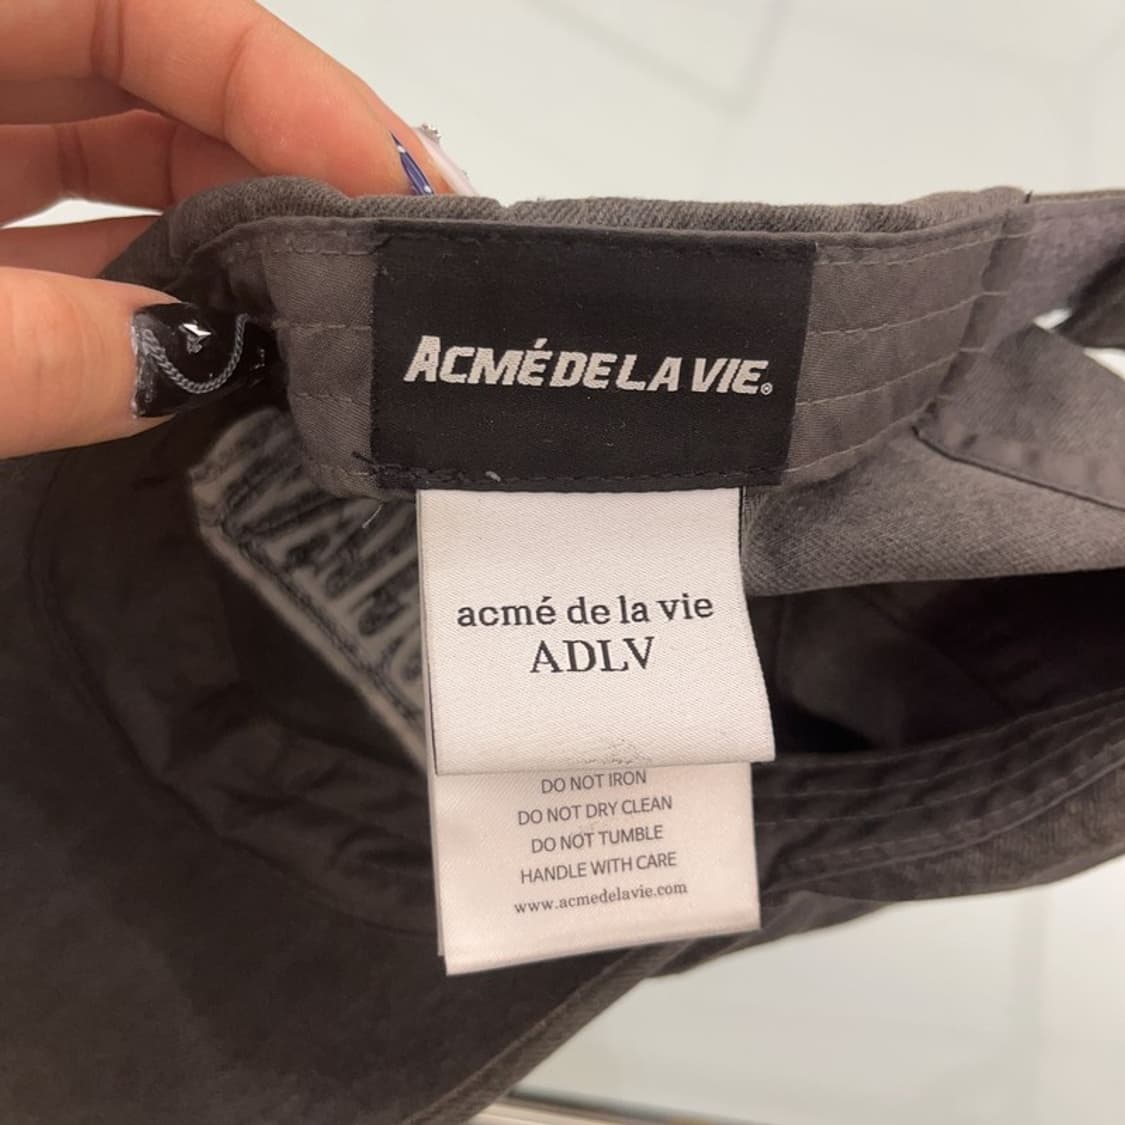 ACMÉ DE LA VIE®
acmé de la vie
ADLV
DO NOT IRON
DO NOT DRY CLEAN
DO NOT TUMBLE
HANDLE WITH CARE
www.acmedelavie.com